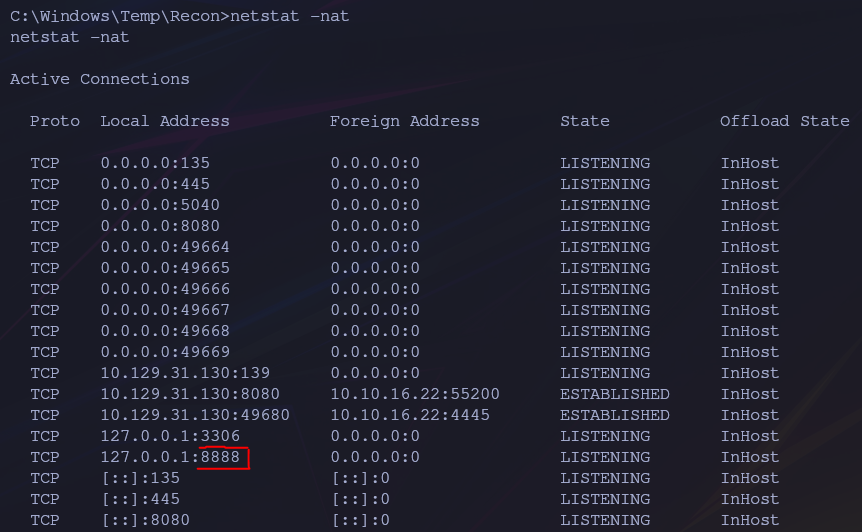 C:\Windows\Temp\Recon>netstat -nat
netstat -nat
Active Connections
Proto Local Address Foreign Address State Offload State
TCP 0.0.0.0:135 0.0.0.0:0 LISTENING InHost
TCP 0.0.0.0:445 0.0.0.0:0 LISTENING InHost
TCP 0.0.0.0:5040 0.0.0.0:0 LISTENING InHost
TCP 0.0.0.0:8080 0.0.0.0:0 LISTENING InHost
TCP 0.0.0.0:49664 0.0.0.0:0 LISTENING InHost
TCP 0.0.0.0:49665 0.0.0.0:0 LISTENING InHost
TCP 0.0.0.0:49666 0.0.0.0:0 LISTENING InHost
TCP 0.0.0.0:49667 0.0.0.0:0 LISTENING InHost
TCP 0.0.0.0:49668 0.0.0.0:0 LISTENING InHost
TCP 0.0.0.0:49669 0.0.0.0:0 LISTENING InHost
TCP 10.129.31.130:139 0.0.0.0:0 LISTENING InHost
TCP 10.129.31.130:8080 10.10.16.22:55200 ESTABLISHED InHost
TCP 10.129.31.130:49680 10.10.16.22:4445 ESTABLISHED InHost
TCP 127.0.0.1:3306 0.0.0.0:0 LISTENING InHost
TCP 127.0.0.1:8888 0.0.0.0:0 LISTENING InHost
TCP [::]:135 [::]:0 LISTENING InHost
TCP [::]:445 [::]:0 LISTENING InHost
TCP [::]:8080 [::]:0 LISTENING InHost